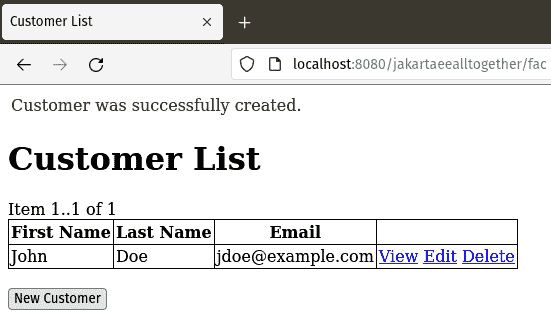 Customer List
localhost:8080/jakartaeealltogether/fac
Customer was successfully created.
Customer List
Item 1..1 of 1
First Name Last Name Email
John Doe jdoe@example.com View Edit Delete
New Customer